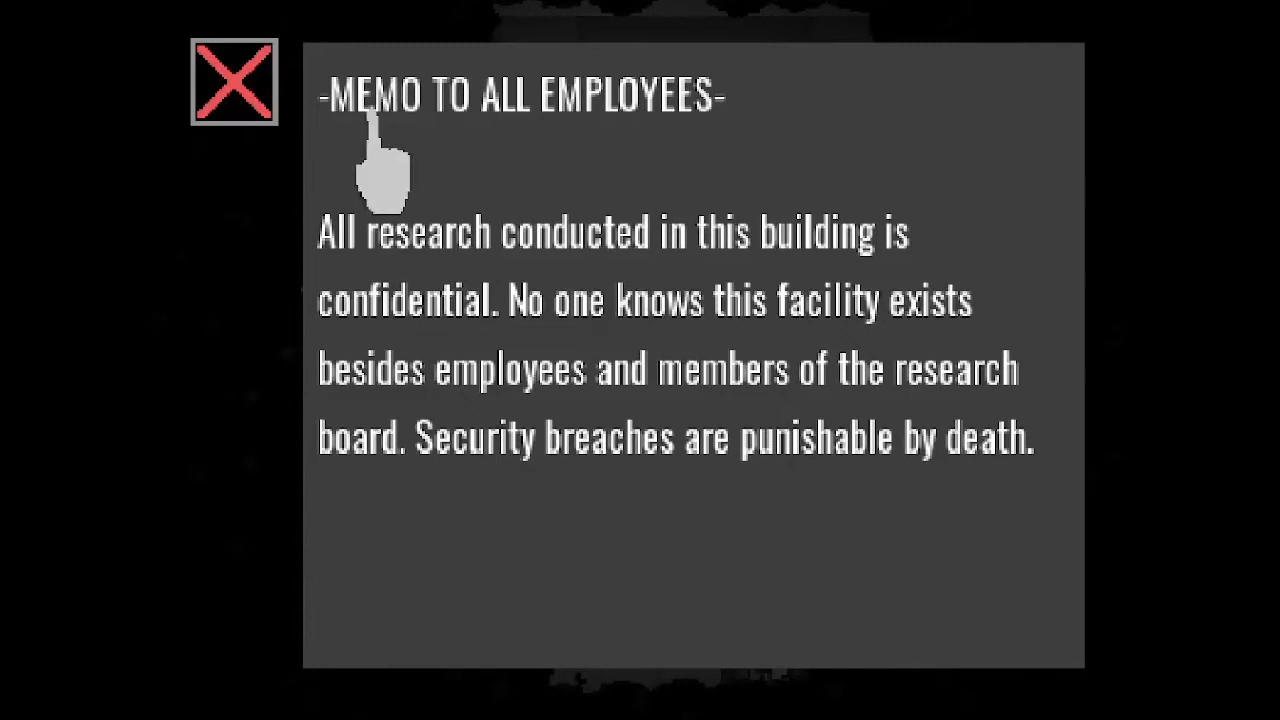 -MEMO TO ALL EMPLOYEES-
All research conducted in this building is
confidential. No one knows this facility exists
besides employees and members of the research
board. Security breaches are punishable by death.